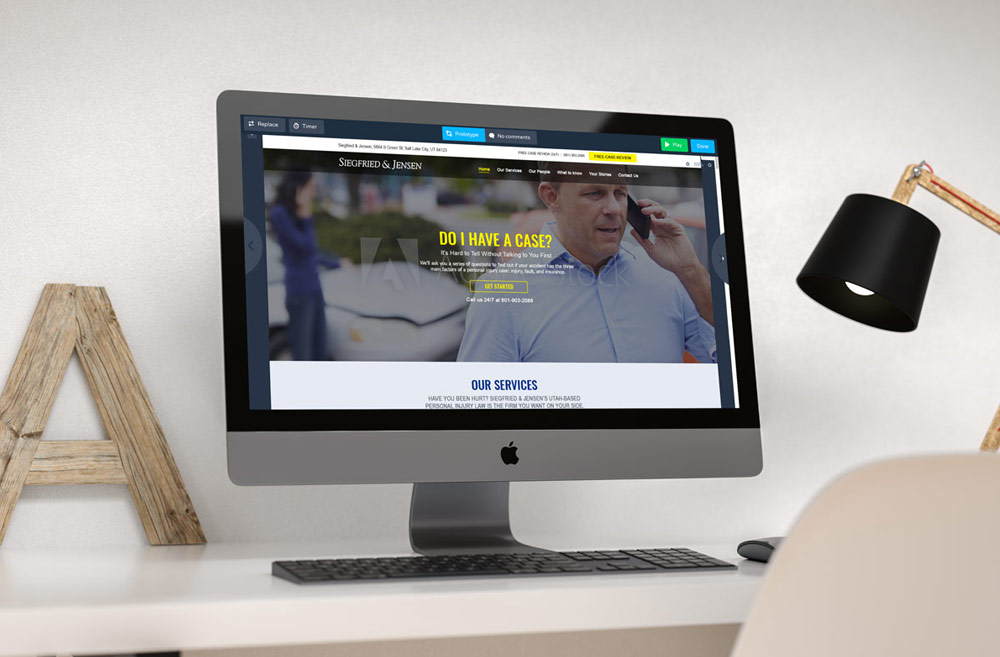 Replace
Timer
Prototype
No comments
Play
Done
Siegfried & Jensen, 5664 S Green St, Salt Lake City, UT 84123
FREE CASE REVIEW 24/7
FREE CASE REVIEW
SIEGFRIED & JENSEN
Home Our Services Our People What to know Your Stories Contact Us
DO I HAVE A CASE?
It's Hard to Tell Without Talking to You First
We'll ask you a series of questions to find out if your accident has the three
main factors of a personal injury case: injury, fault, and insurance.
GET STARTED
Call us 24/7 at 801-903-2088
OUR SERVICES
HAVE YOU BEEN HURT? SIEGFRIED & JENSEN'S UTAH-BASED
PERSONAL INJURY LAW IS THE FIRM YOU WANT ON YOUR SIDE.
A